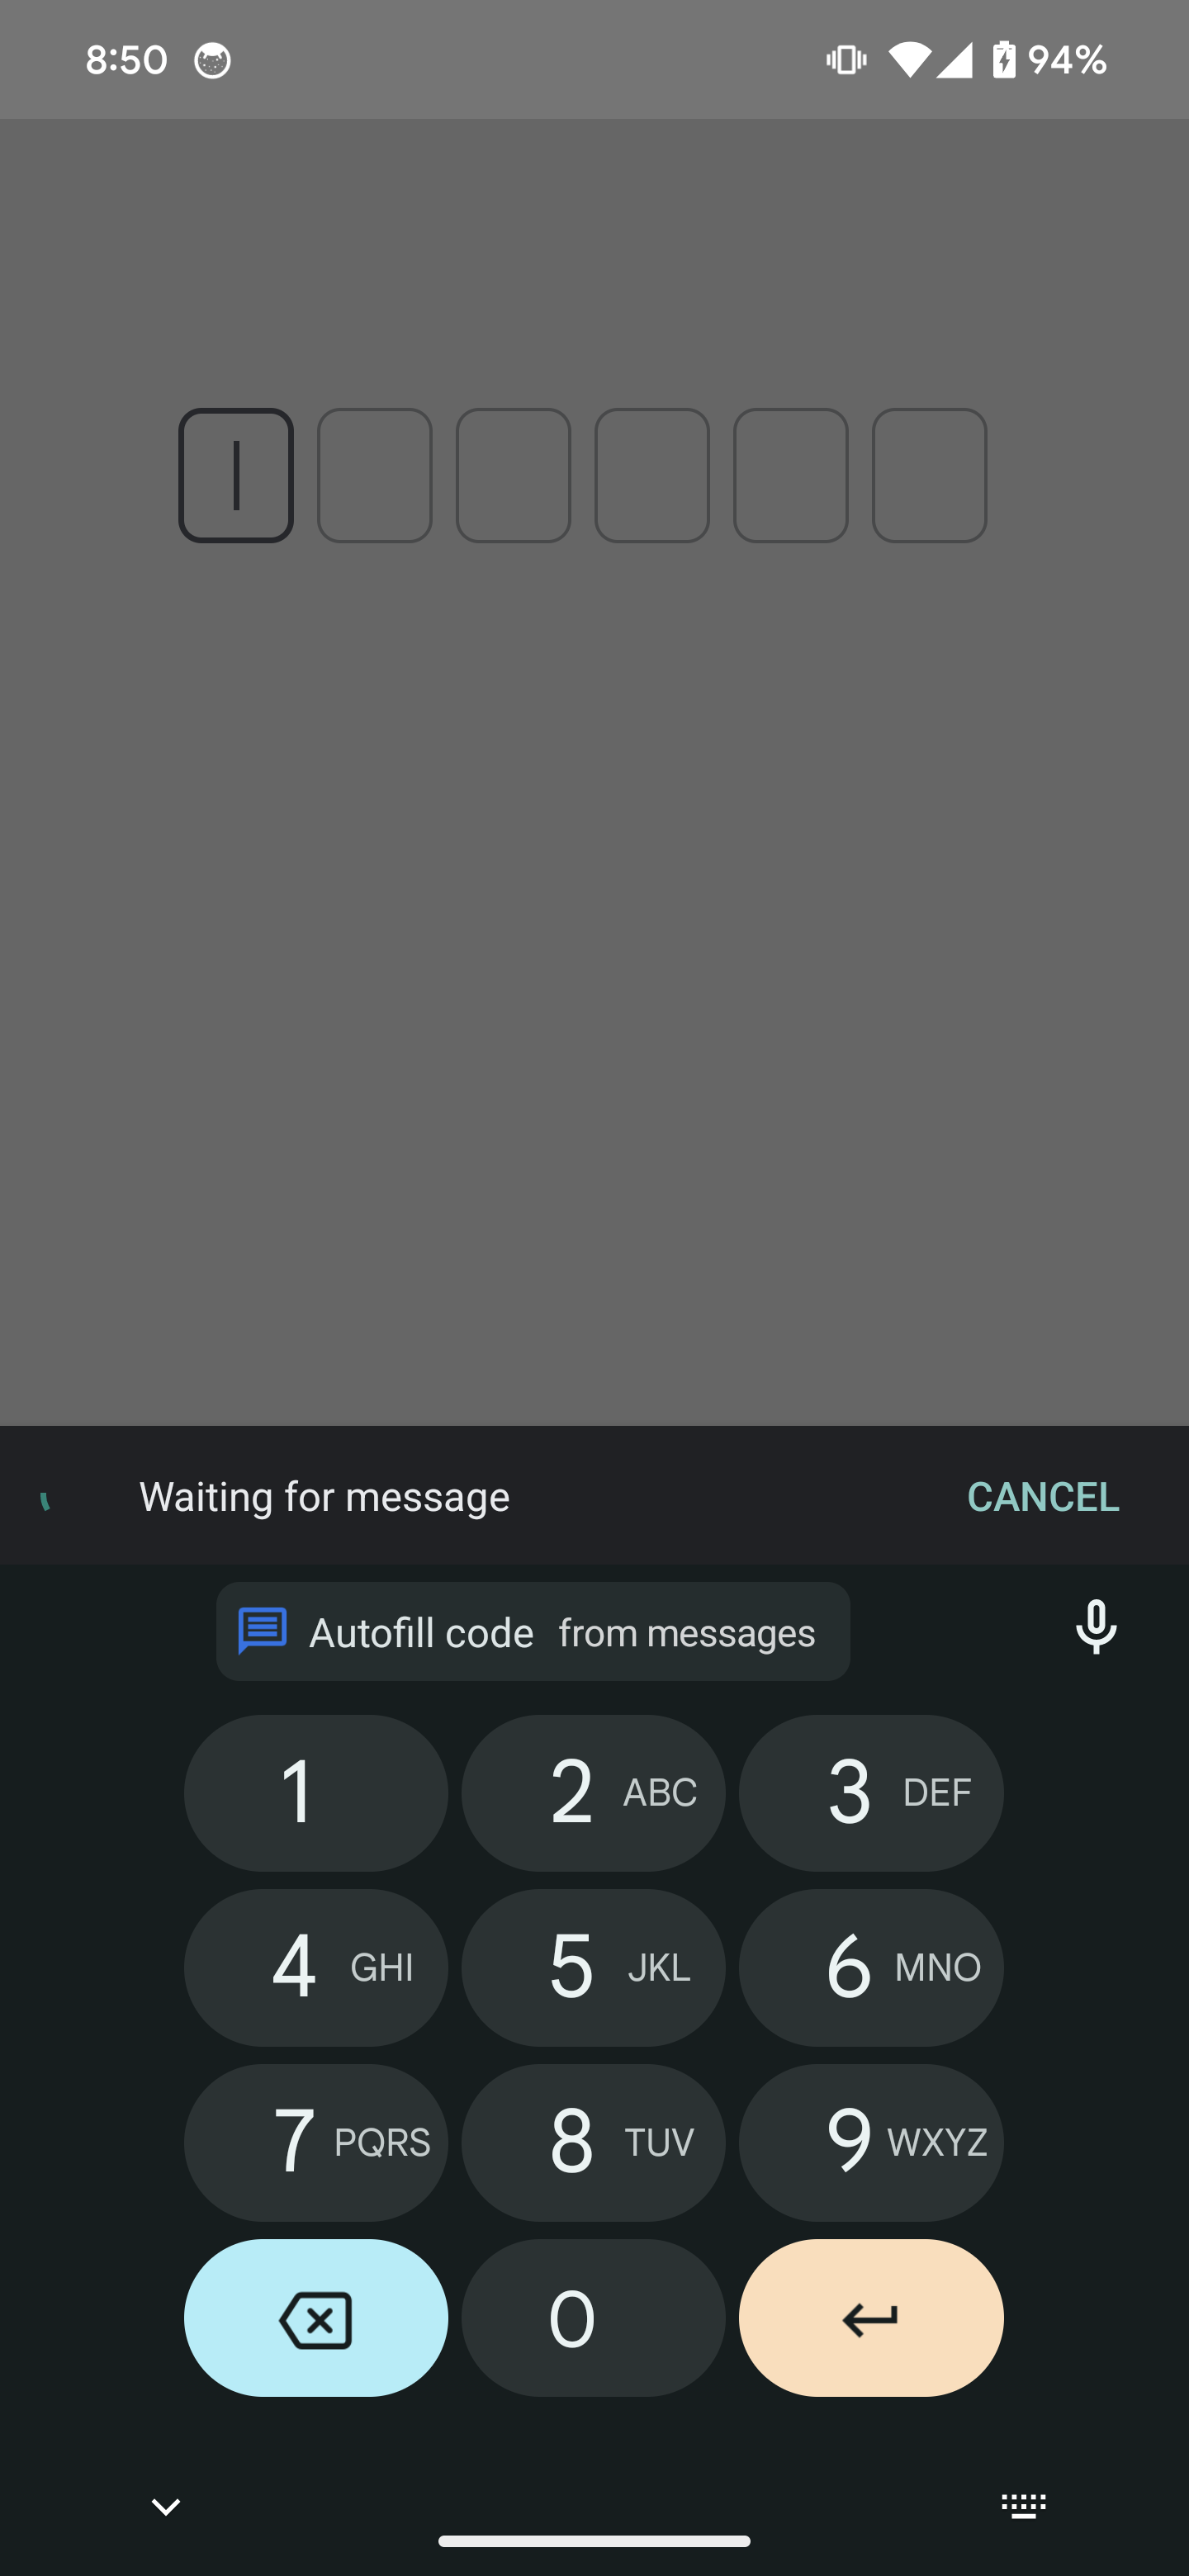 8:50 94%
Waiting for message CANCEL
Autofill code from messages
1 2 ABC 3 DEF
4 GHI 5 JKL 6 MNO
7 PQRS 8 TUV 9 WXYZ
0